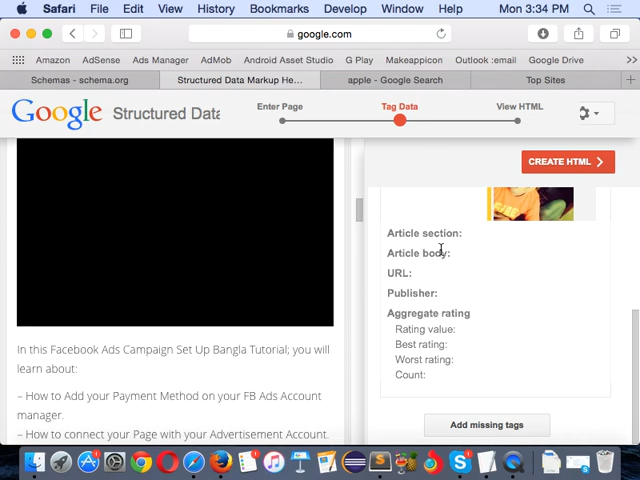 Safari File Edit View History Bookmarks Develop Window Help Mon 3:34 PM
google.com
Amazon AdSense Ads Manager AdMob Android Asset Studio G Play Makeappicon Outlook :email Google Drive
Schemas - schema.org Structured Data Markup He... apple - Google Search Top Sites
Google Structured Data
Enter Page Tag Data View HTML
CREATE HTML
Article section:
Article body:
URL:
Publisher:
Aggregate rating
Rating value:
Best rating:
Worst rating:
Count:
Add missing tags
In this Facebook Ads Campaign Set Up Bangla Tutorial; you will
learn about:
– How to Add your Payment Method on your FB Ads Account
manager.
– How to connect your Page with your Advertisement Account.